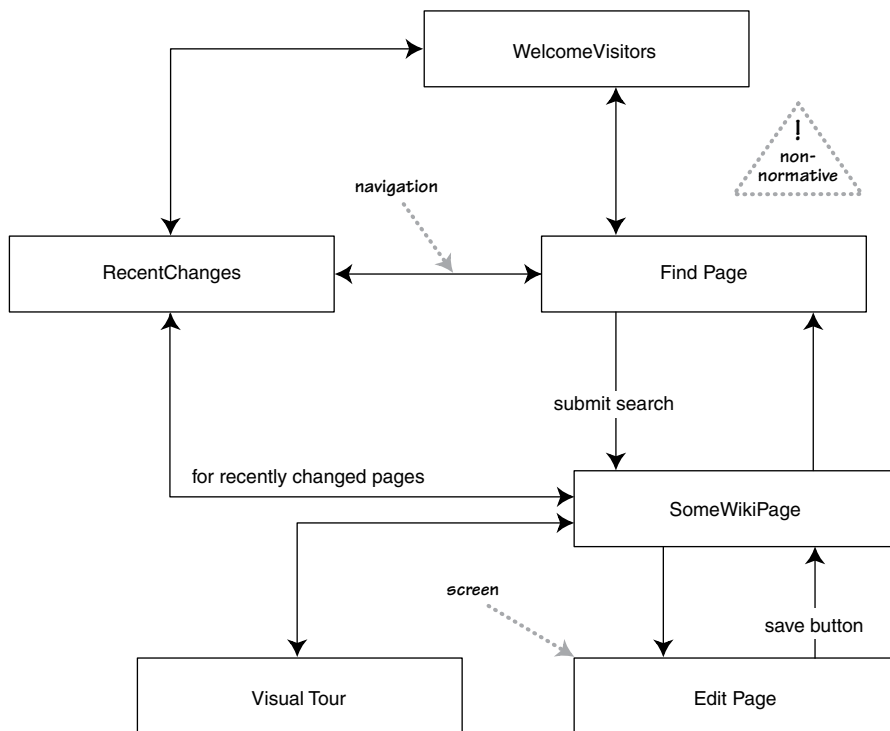 WelcomeVisitors
!
non-
normative
navigation
RecentChanges
Find Page
submit search
for recently changed pages
SomeWikiPage
screen
save button
Visual Tour
Edit Page